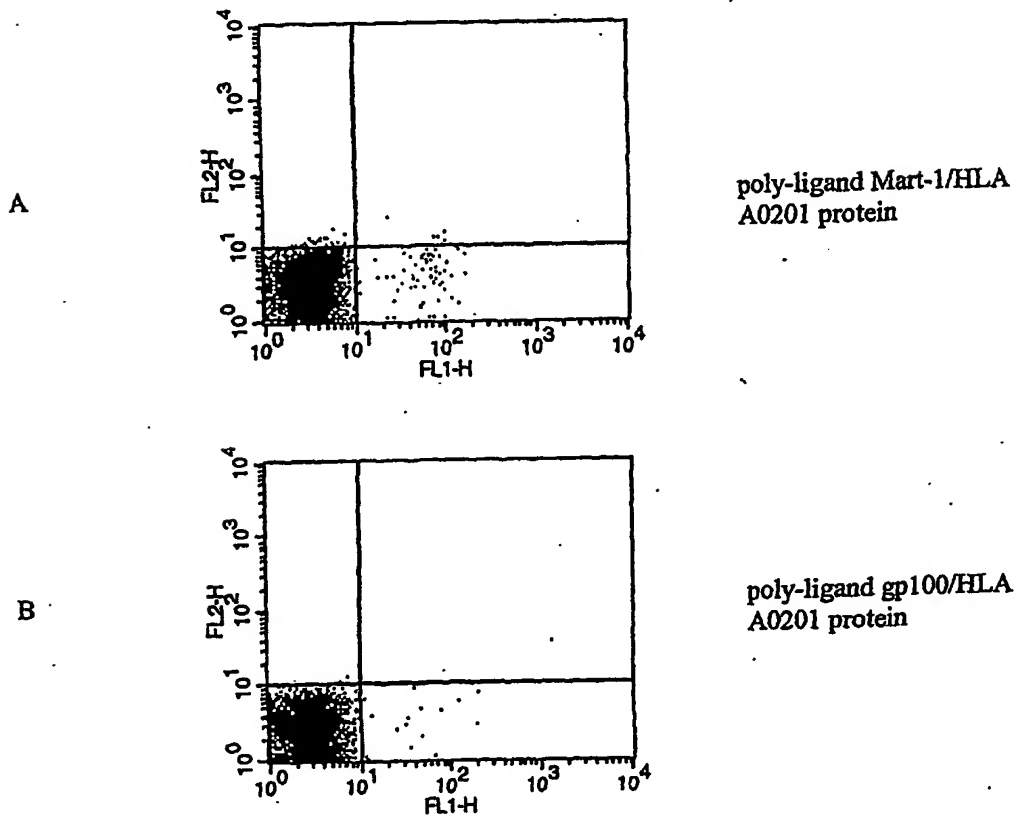 A
FL2-H
10^0 10^1 10^2 10^3 10^4
10^0 10^1 10^2 10^3 10^4
FL1-H
poly-ligand Mart-1/HLA
A0201 protein
B
FL2-H
10^0 10^1 10^2 10^3 10^4
10^0 10^1 10^2 10^3 10^4
FL1-H
poly-ligand gp100/HLA
A0201 protein